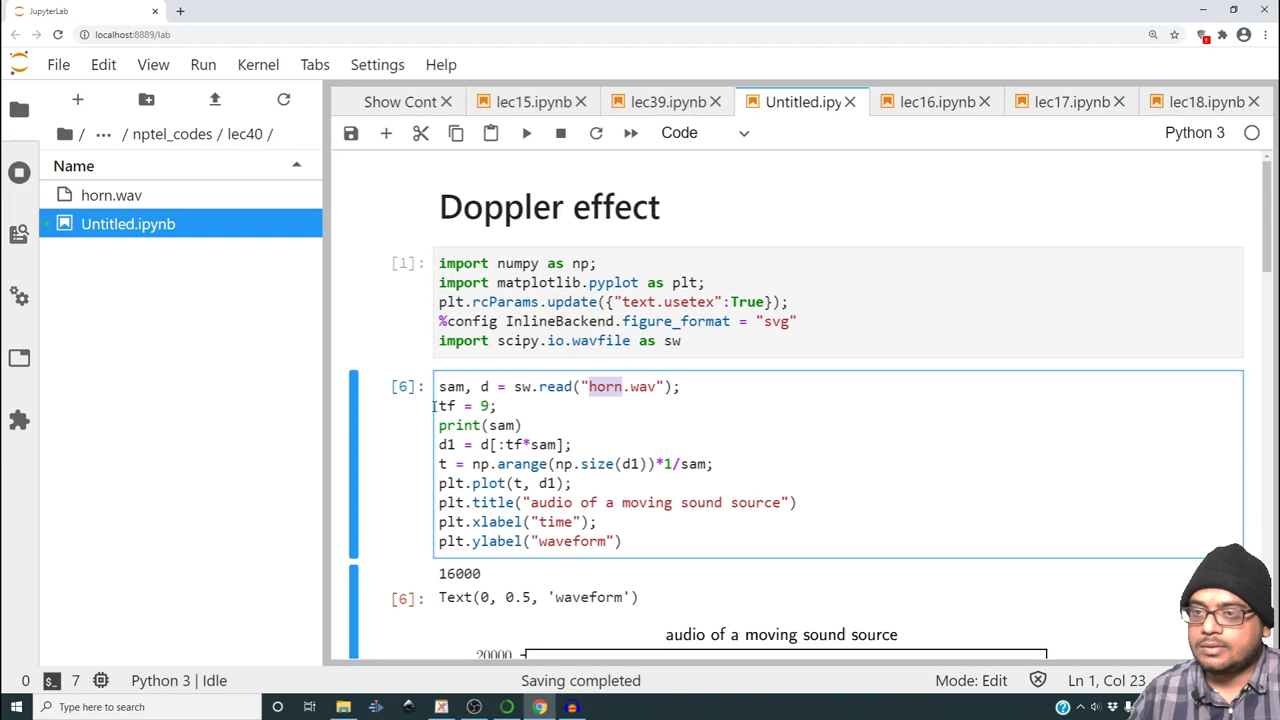 JupyterLab
localhost:8889/lab
File Edit View Run Kernel Tabs Settings Help
Show Cont lec15.ipynb lec39.ipynb Untitled.ipy lec16.ipynb lec17.ipynb lec18.ipynb
Code Python 3
/ ... / nptel_codes / lec40 /
Name
horn.wav
Untitled.ipynb
Doppler effect
[1]: import numpy as np;
import matplotlib.pyplot as plt;
plt.rcParams.update({"text.usetex":True});
%config InlineBackend.figure_format = "svg"
import scipy.io.wavfile as sw
[6]: sam, d = sw.read("horn.wav");
tf = 9;
print(sam)
d1 = d[:tf*sam];
t = np.arange(np.size(d1))*1/sam;
plt.plot(t, d1);
plt.title("audio of a moving sound source")
plt.xlabel("time");
plt.ylabel("waveform")
16000
[6]: Text(0, 0.5, 'waveform')
audio of a moving sound source
20000
0 7 Python 3 | Idle Saving completed Mode: Edit Ln 1, Col 23
Type here to search